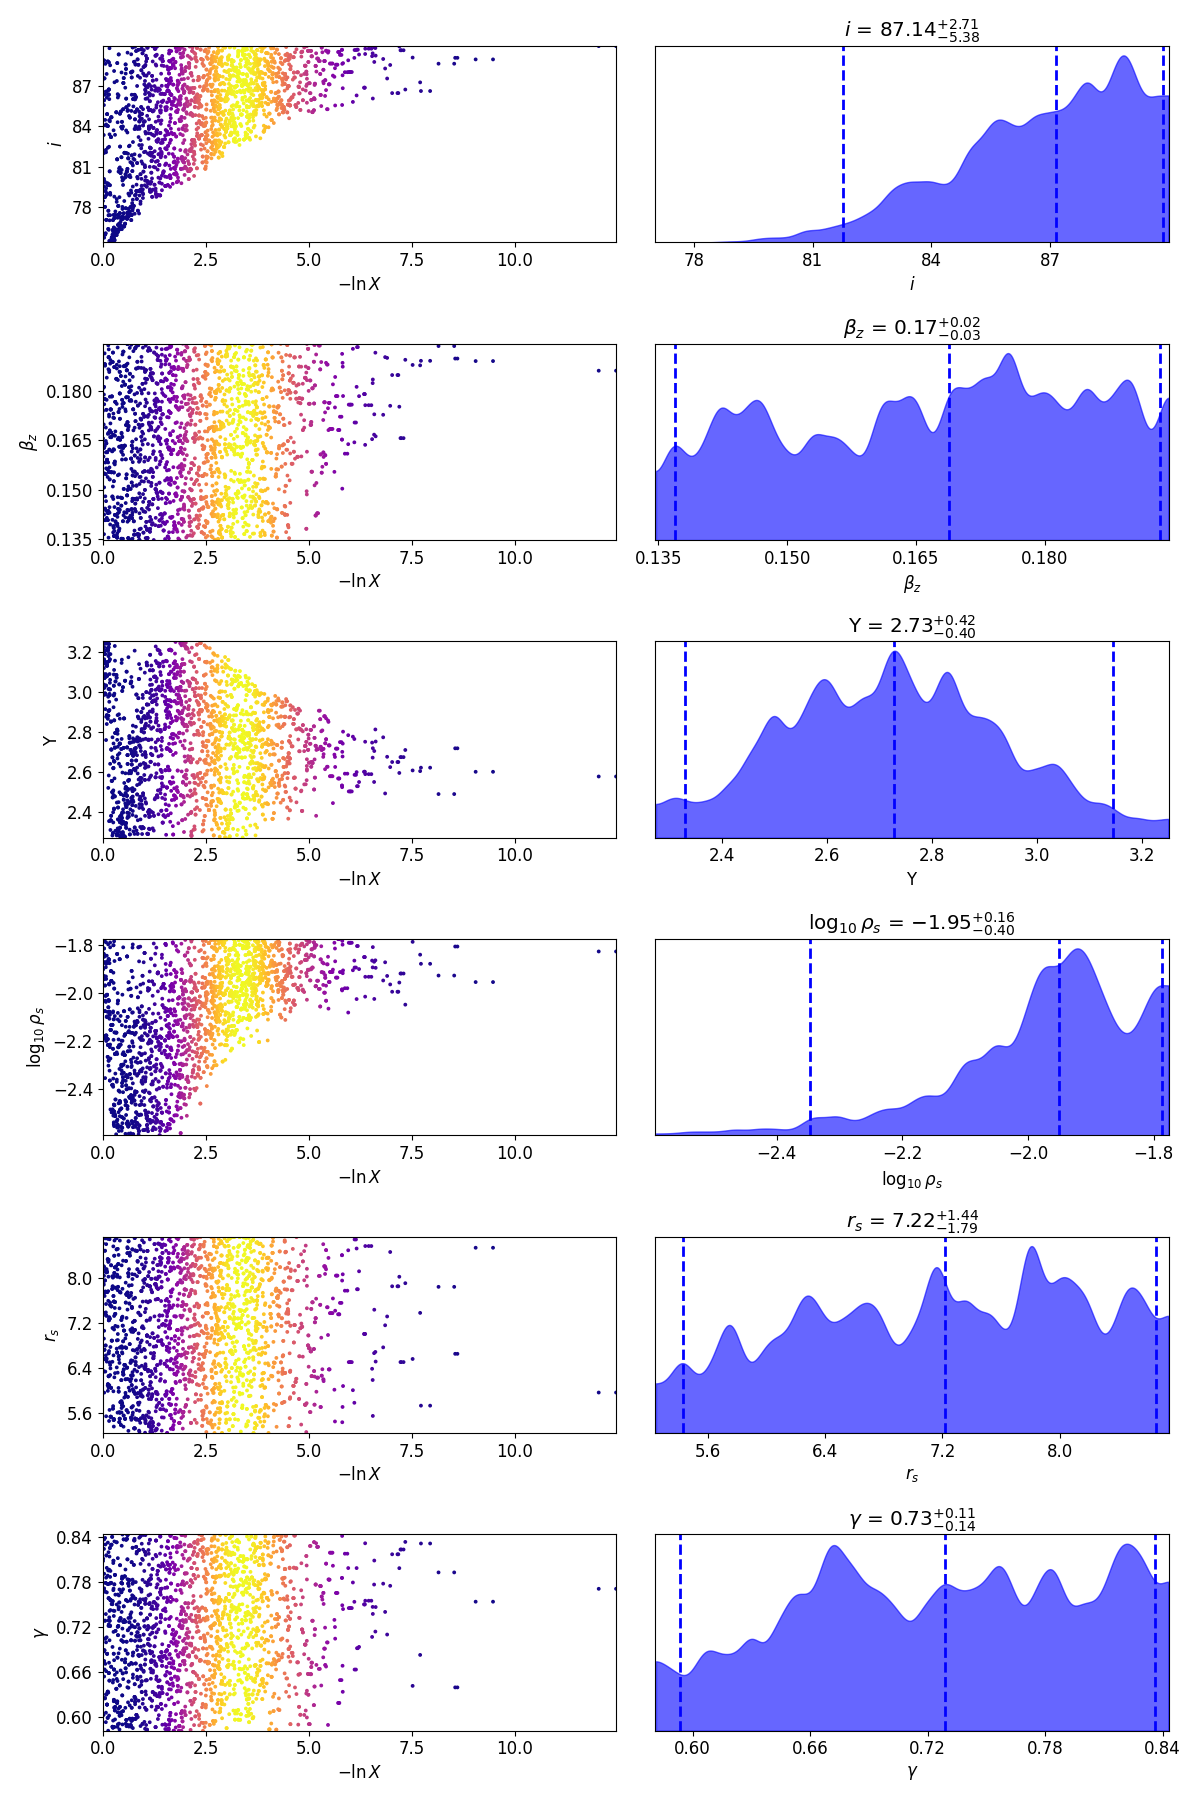 i = 87.14+2.71−5.38
87
84
81
78
i
0.0 2.5 5.0 7.5 10.0
−ln X
78 81 84 87
i
βz = 0.17+0.02−0.03
0.180
0.165
0.150
0.135
βz
0.0 2.5 5.0 7.5 10.0
−ln X
0.135 0.150 0.165 0.180
βz
Y = 2.73+0.42−0.40
3.2
3.0
2.8
2.6
2.4
Y
0.0 2.5 5.0 7.5 10.0
−ln X
2.4 2.6 2.8 3.0 3.2
Y
log10 ρs = −1.95+0.16−0.40
−1.8
−2.0
−2.2
−2.4
log10 ρs
0.0 2.5 5.0 7.5 10.0
−ln X
−2.4 −2.2 −2.0 −1.8
log10 ρs
rs = 7.22+1.44−1.79
8.0
7.2
6.4
5.6
rs
0.0 2.5 5.0 7.5 10.0
−ln X
5.6 6.4 7.2 8.0
rs
γ = 0.73+0.11−0.14
0.84
0.78
0.72
0.66
0.60
γ
0.0 2.5 5.0 7.5 10.0
−ln X
0.60 0.66 0.72 0.78 0.84
γ